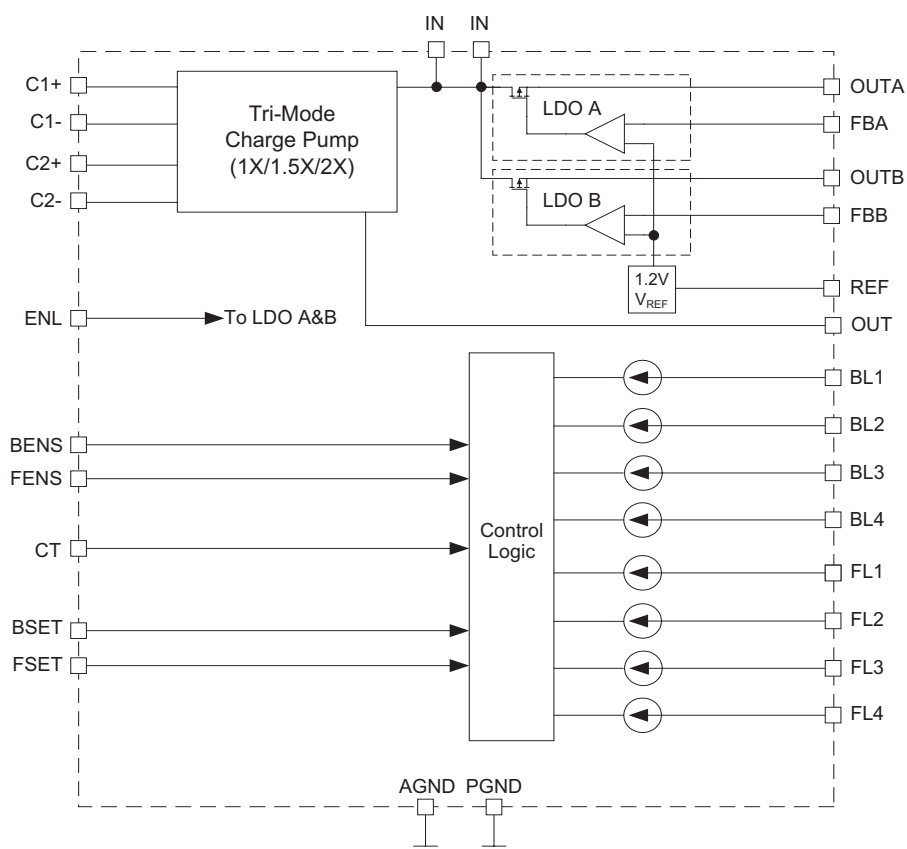 IN IN
C1+
C1-
C2+
C2-
Tri-Mode
Charge Pump
(1X/1.5X/2X)
LDO A
LDO B
1.2V
VREF
OUTA
FBA
OUTB
FBB
REF
OUT
ENL
To LDO A&B
BENS
FENS
CT
BSET
FSET
Control
Logic
BL1
BL2
BL3
BL4
FL1
FL2
FL3
FL4
AGND PGND